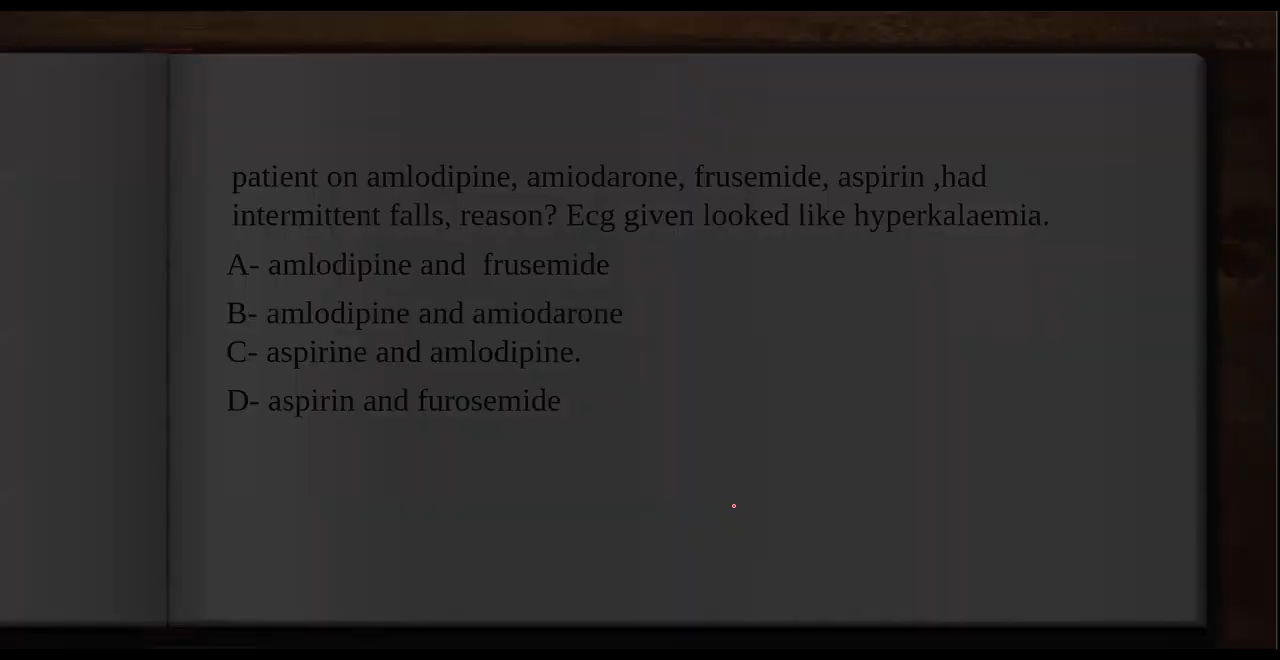 patient on amlodipine, amiodarone, frusemide, aspirin ,had
intermittent falls, reason? Ecg given looked like hyperkalaemia.
A- amlodipine and  frusemide
B- amlodipine and amiodarone
C- aspirine and amlodipine.
D- aspirin and furosemide